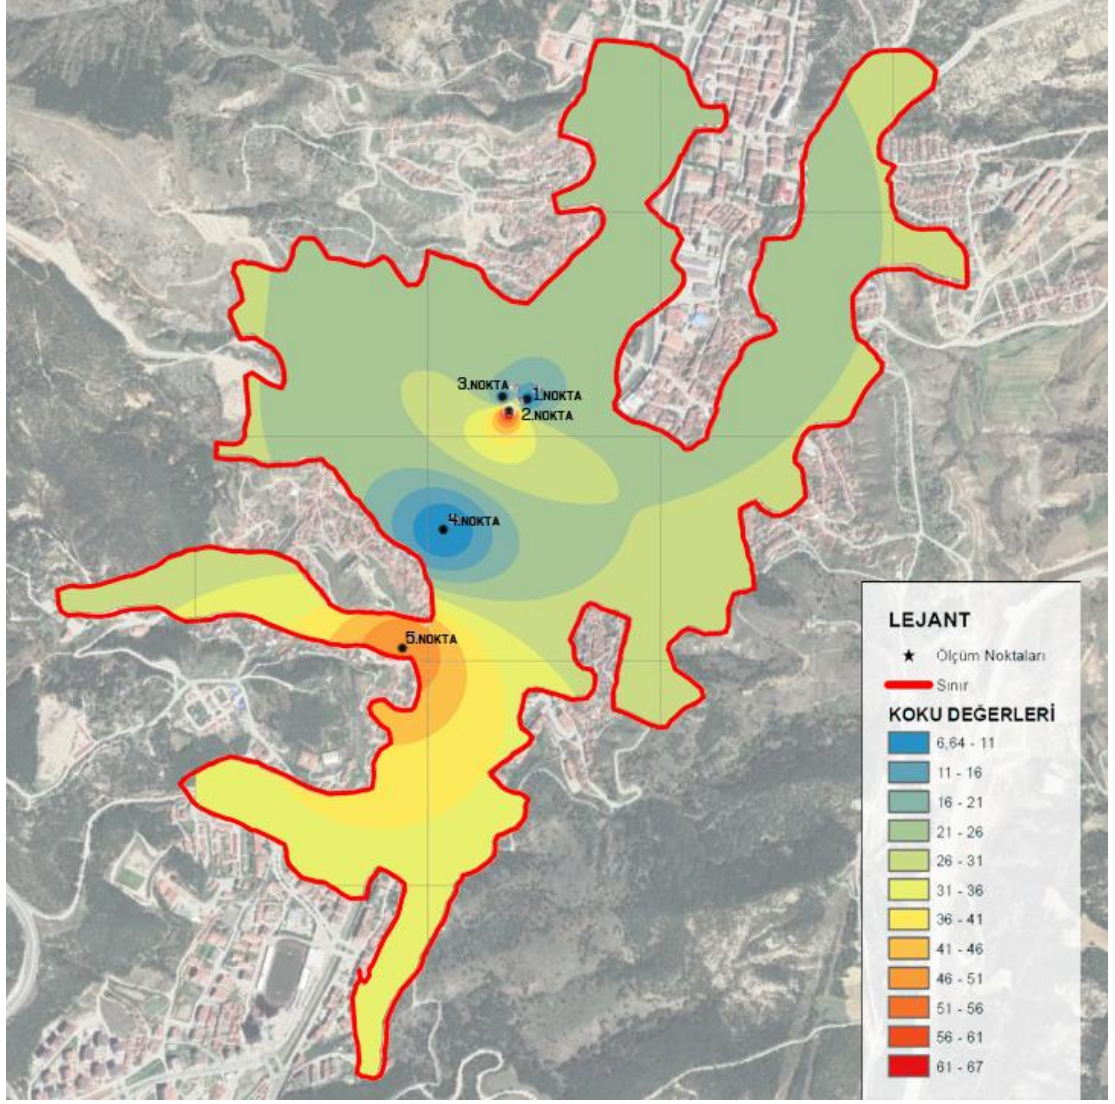 3.NOKTA
1.NOKTA
2.NOKTA
4.NOKTA
5.NOKTA
LEJANT
Ölçüm Noktaları
Sınır
KOKU DEĞERLERİ
6,64 - 11
11 - 16
16 - 21
21 - 26
26 - 31
31 - 36
36 - 41
41 - 46
46 - 51
51 - 56
56 - 61
61 - 67